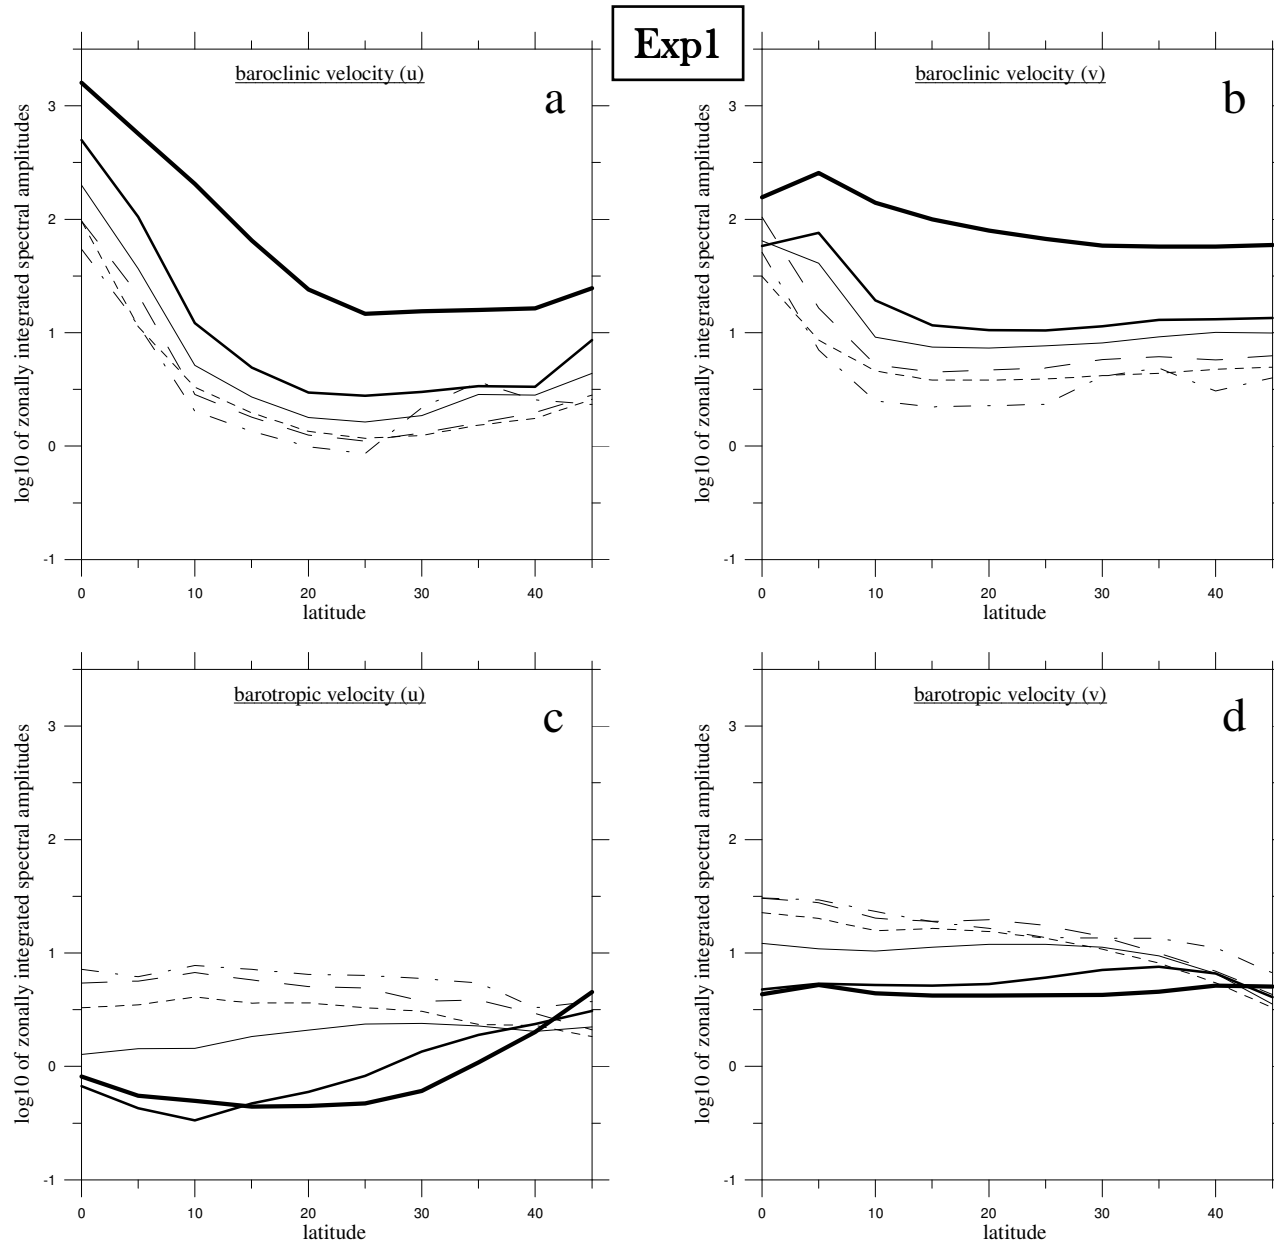 Exp1
baroclinic velocity (u)
a
log10 of zonally integrated spectral amplitudes
3
2
1
0
-1
0 10 20 30 40
latitude
baroclinic velocity (v)
b
log10 of zonally integrated spectral amplitudes
3
2
1
0
-1
0 10 20 30 40
latitude
barotropic velocity (u)
c
log10 of zonally integrated spectral amplitudes
3
2
1
0
-1
0 10 20 30 40
latitude
barotropic velocity (v)
d
log10 of zonally integrated spectral amplitudes
3
2
1
0
-1
0 10 20 30 40
latitude